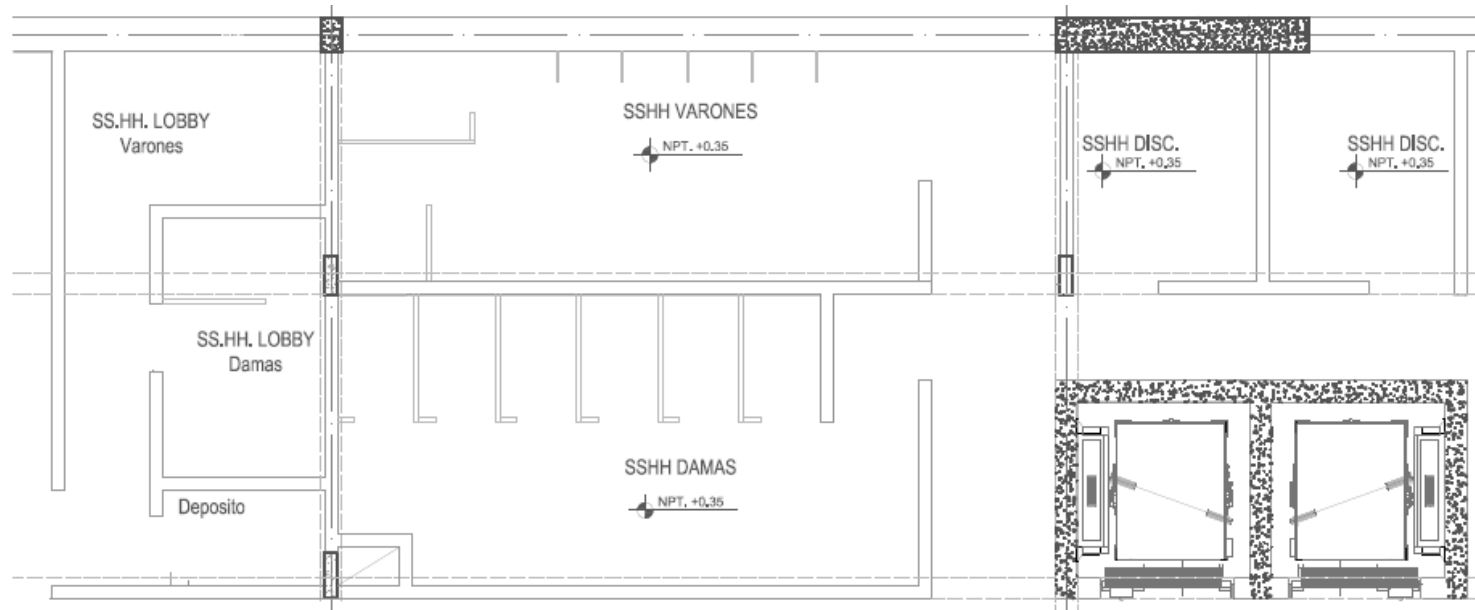 SS.HH. LOBBY
Varones
SSHH VARONES
NPT. +0.35
SSHH DISC.
NPT. +0.35
SSHH DISC.
NPT. +0.35
SS.HH. LOBBY
Damas
SSHH DAMAS
NPT. +0.35
Deposito